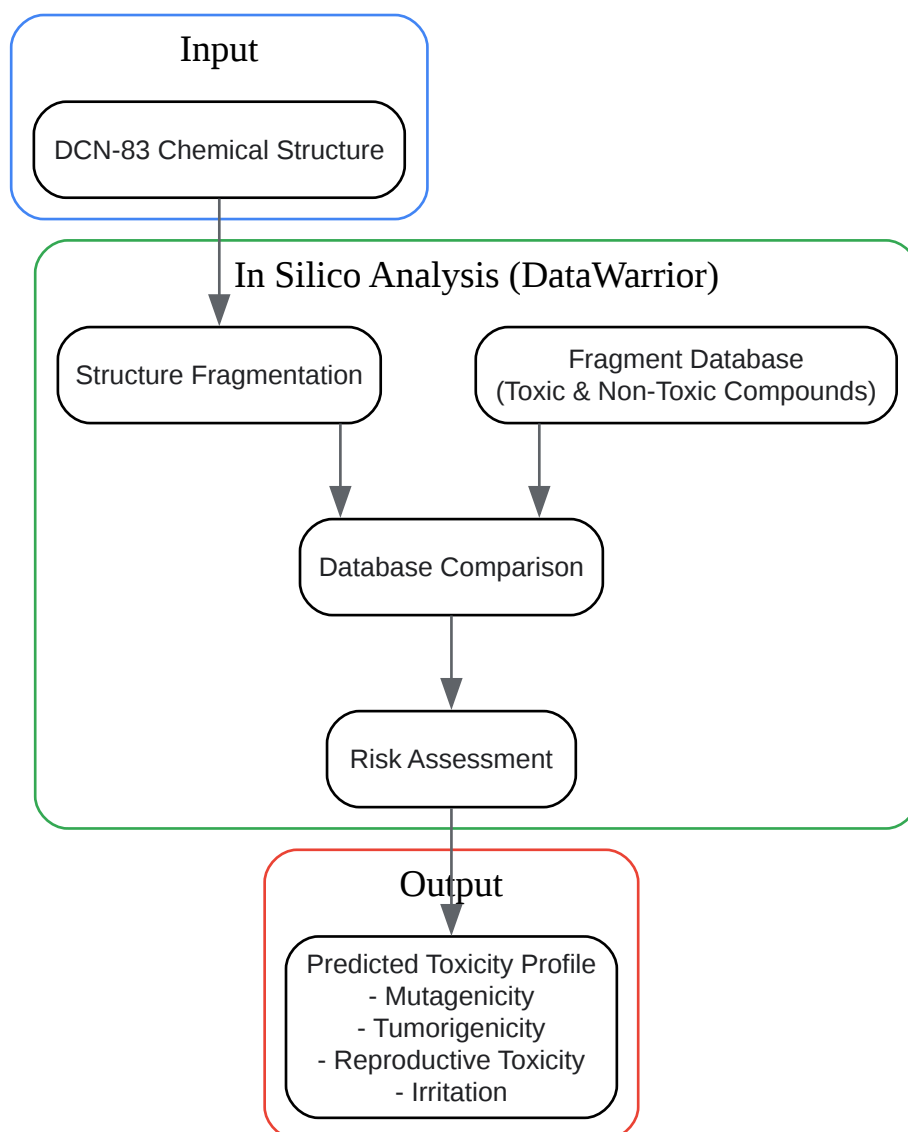 Input
DCN-83 Chemical Structure
In Silico Analysis (DataWarrior)
Structure Fragmentation
Fragment Database
(Toxic & Non-Toxic Compounds)
Database Comparison
Risk Assessment
Output
Predicted Toxicity Profile
- Mutagenicity
- Tumorigenicity
- Reproductive Toxicity
- Irritation